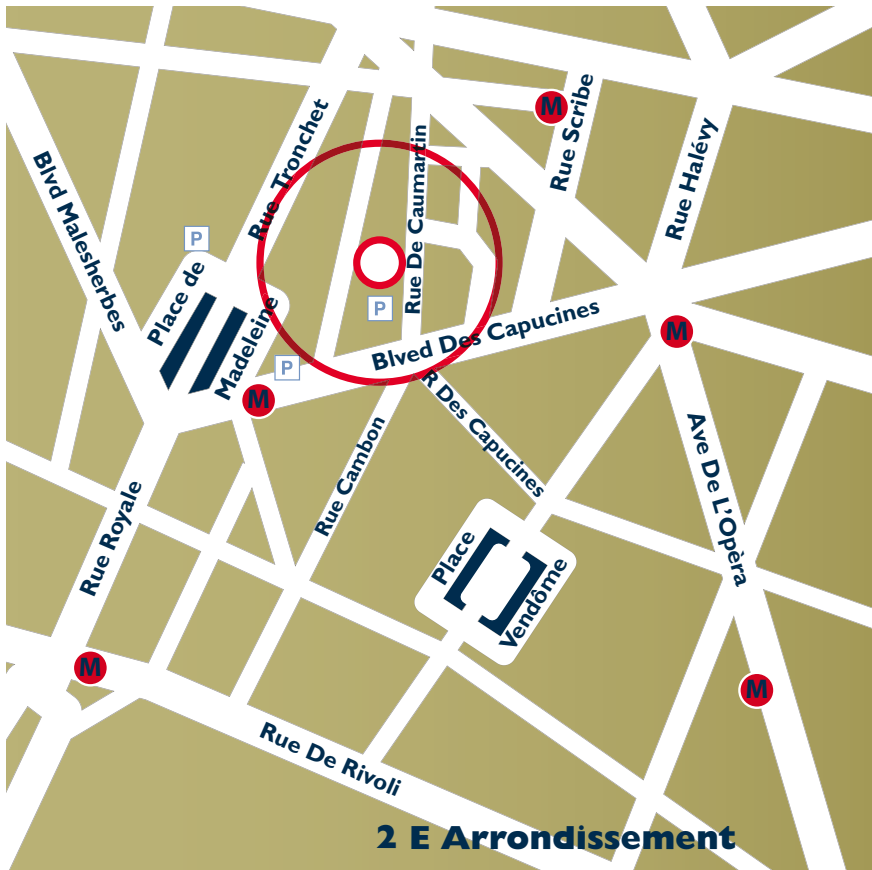 M
Rue Scribe
Rue Tronchet
Rue De Caumartin
Rue Halévy
Blvd Malesherbes
P
Place de
Madeleine
P
P
M
Blved Des Capucines
M
R Des Capucines
Rue Cambon
Ave De L'Opèra
Rue Royale
Place
Vendôme
M
M
Rue De Rivoli
2 E Arrondissement